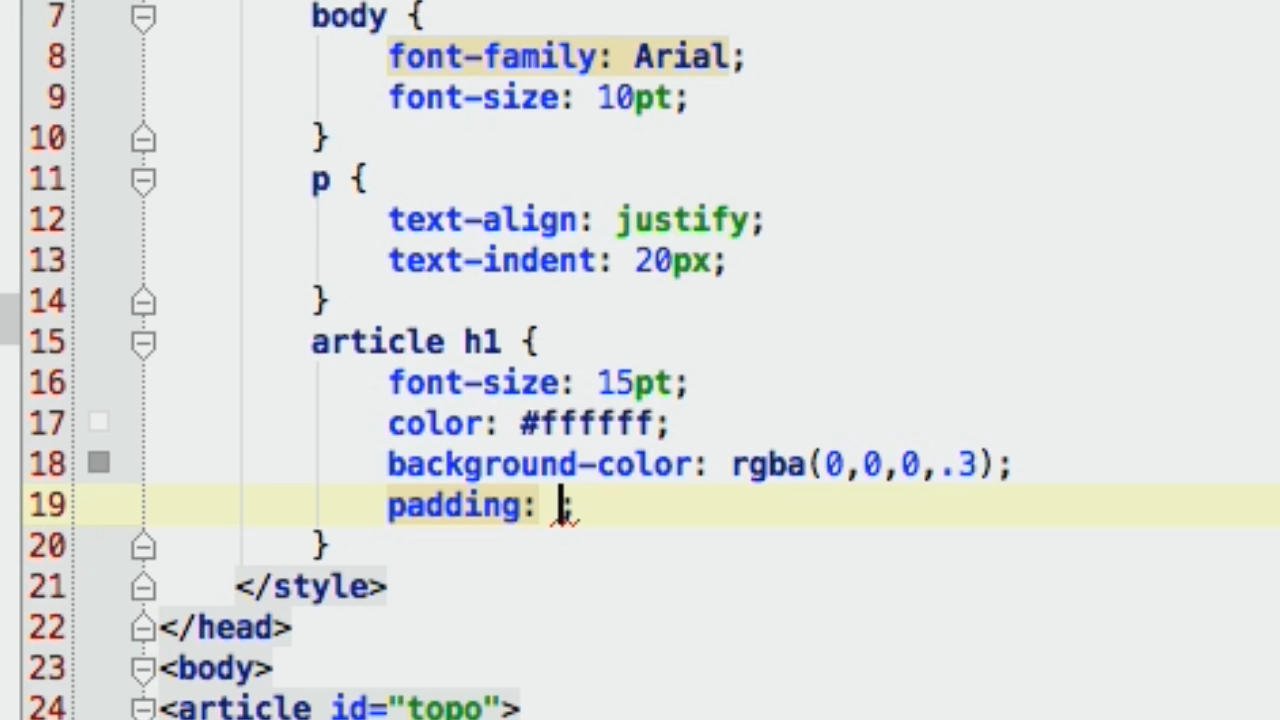 7 body {
8 font-family: Arial;
9 font-size: 10pt;
10 }
11 p {
12 text-align: justify;
13 text-indent: 20px;
14 }
15 article h1 {
16 font-size: 15pt;
17 color: #ffffff;
18 background-color: rgba(0,0,0,.3);
19 padding: ;
20 }
21 </style>
22 </head>
23 <body>
24 <article id="topo">